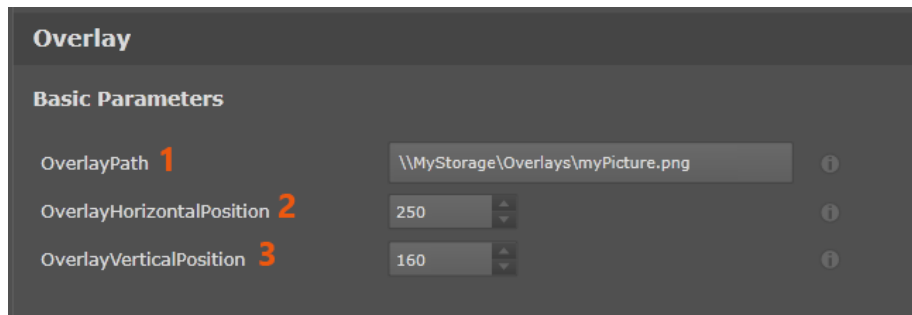 Overlay
Basic Parameters
OverlayPath 1 \\MyStorage\Overlays\myPicture.png
OverlayHorizontalPosition 2 250
OverlayVerticalPosition 3 160